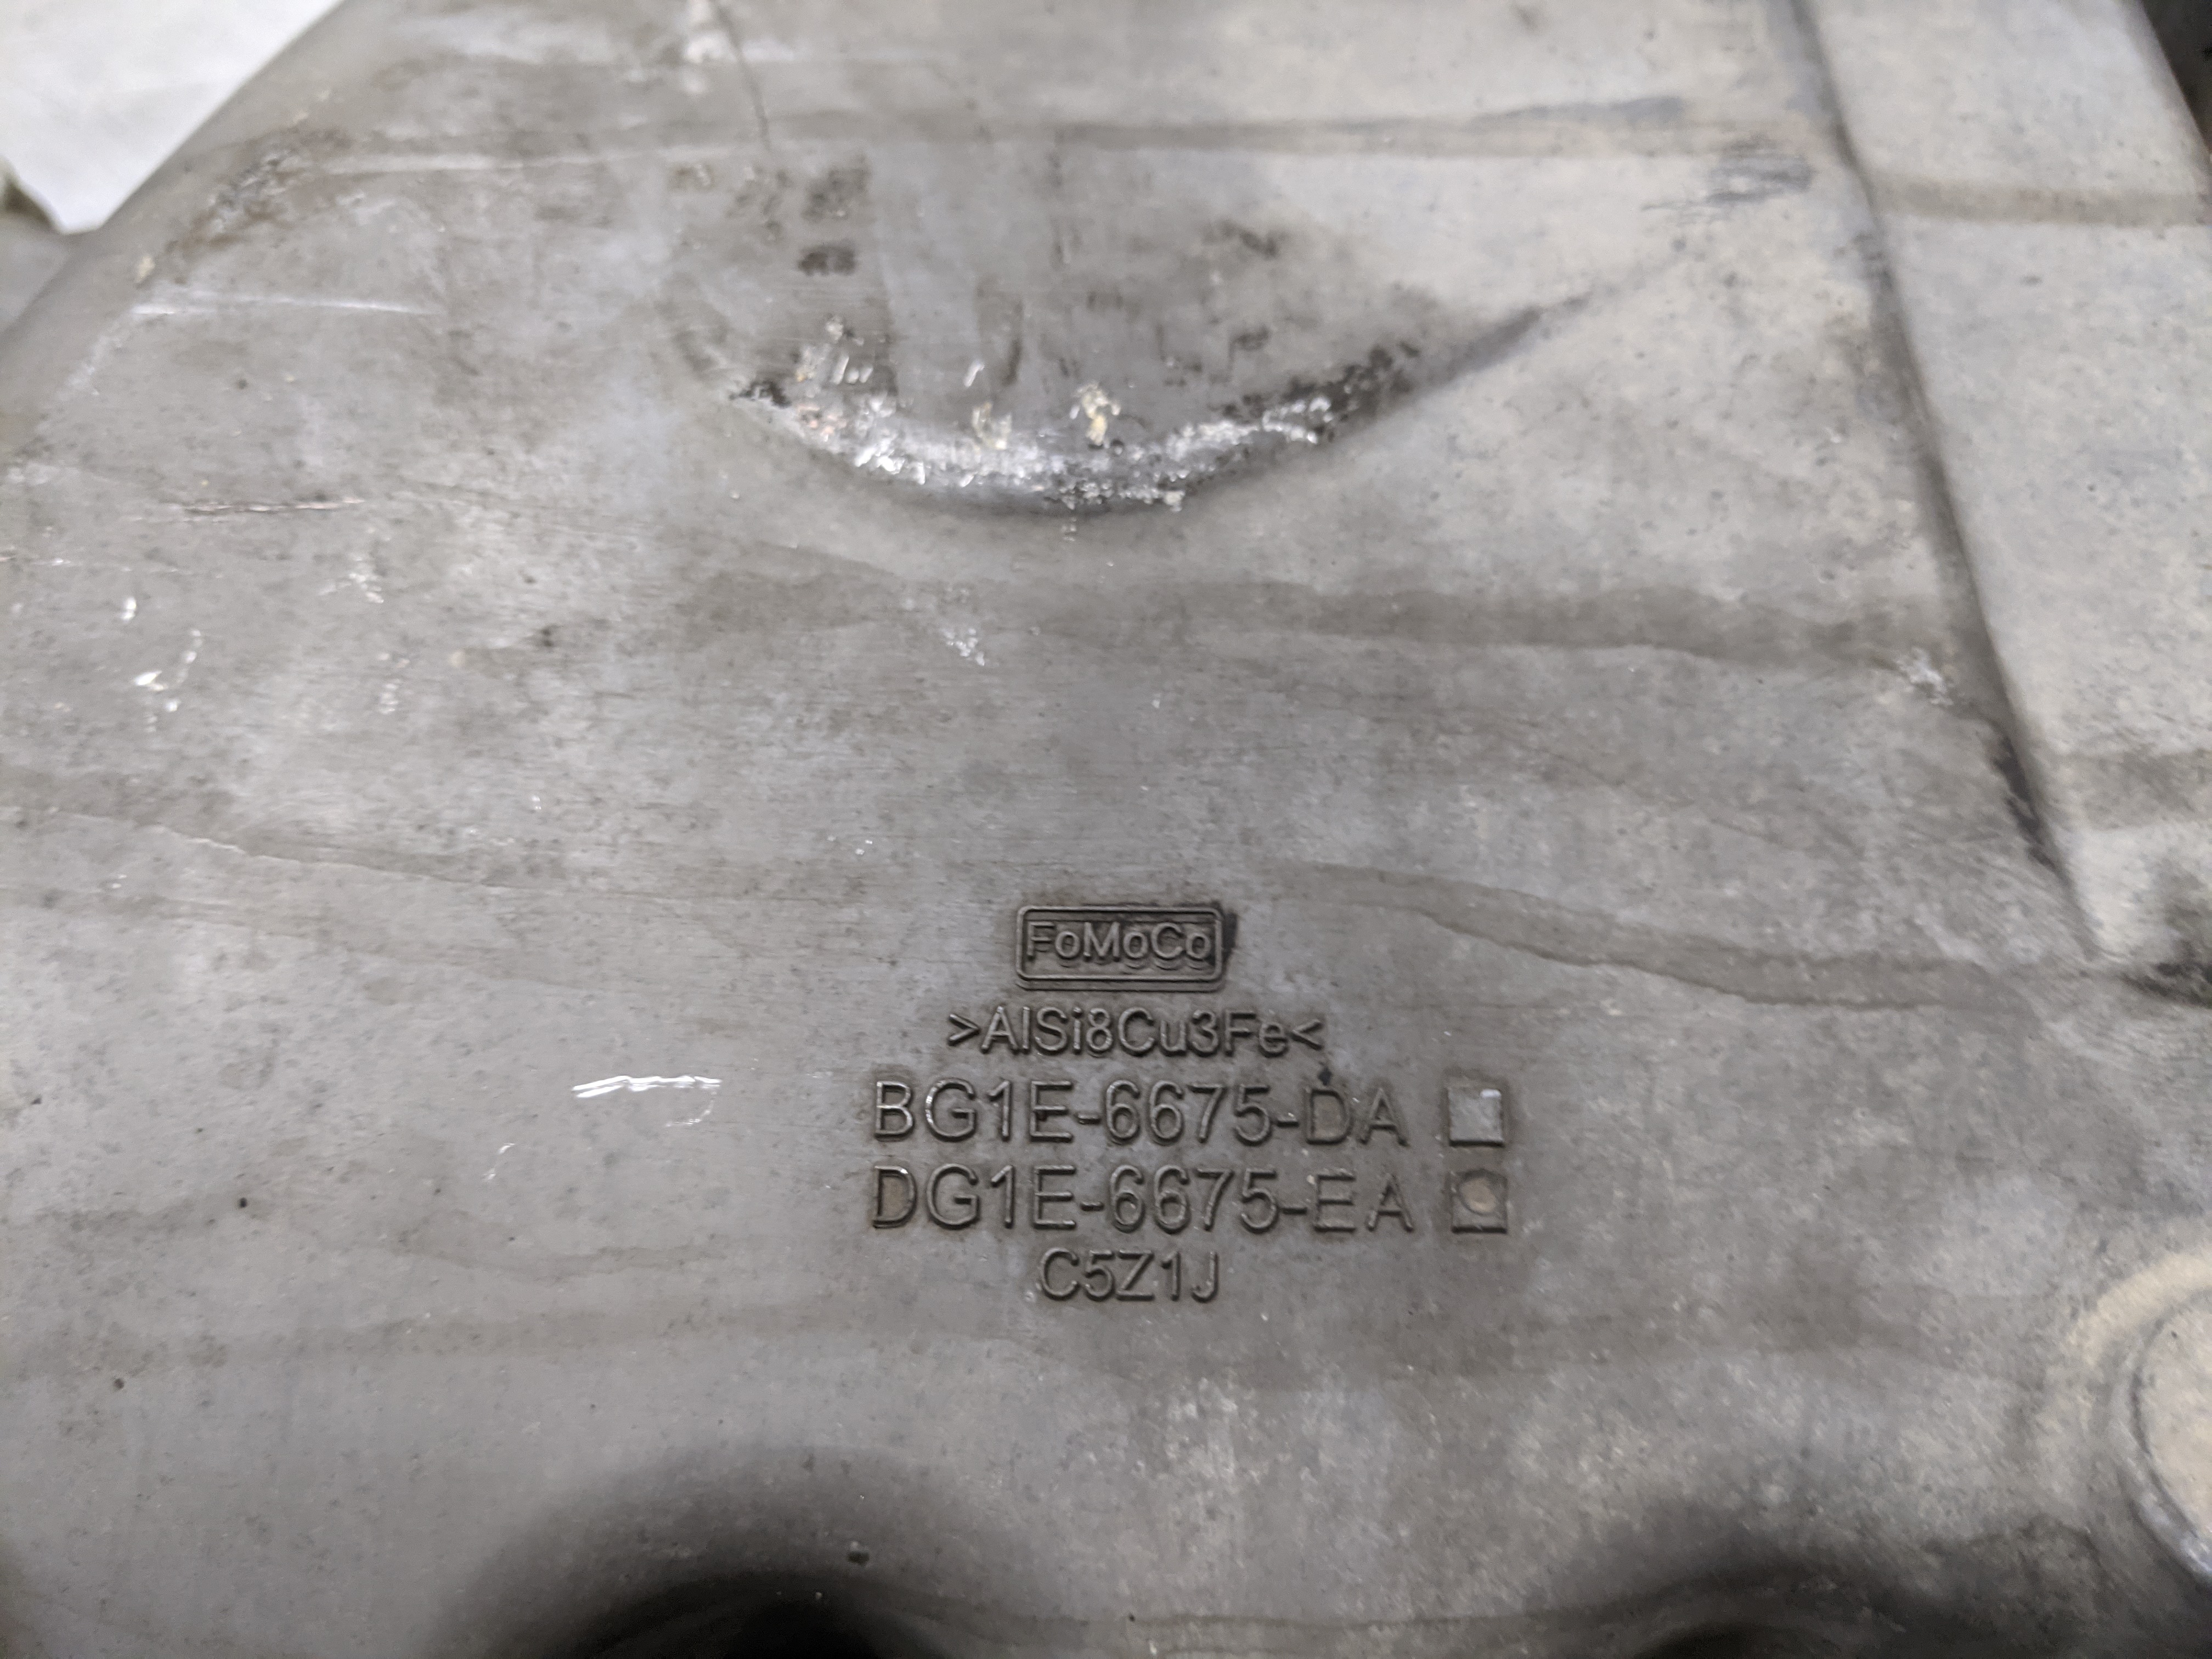 FoMoCo
>AlSi8Cu3Fe<
BG1E-6675-DA
DG1E-6675-EA
C5Z1J